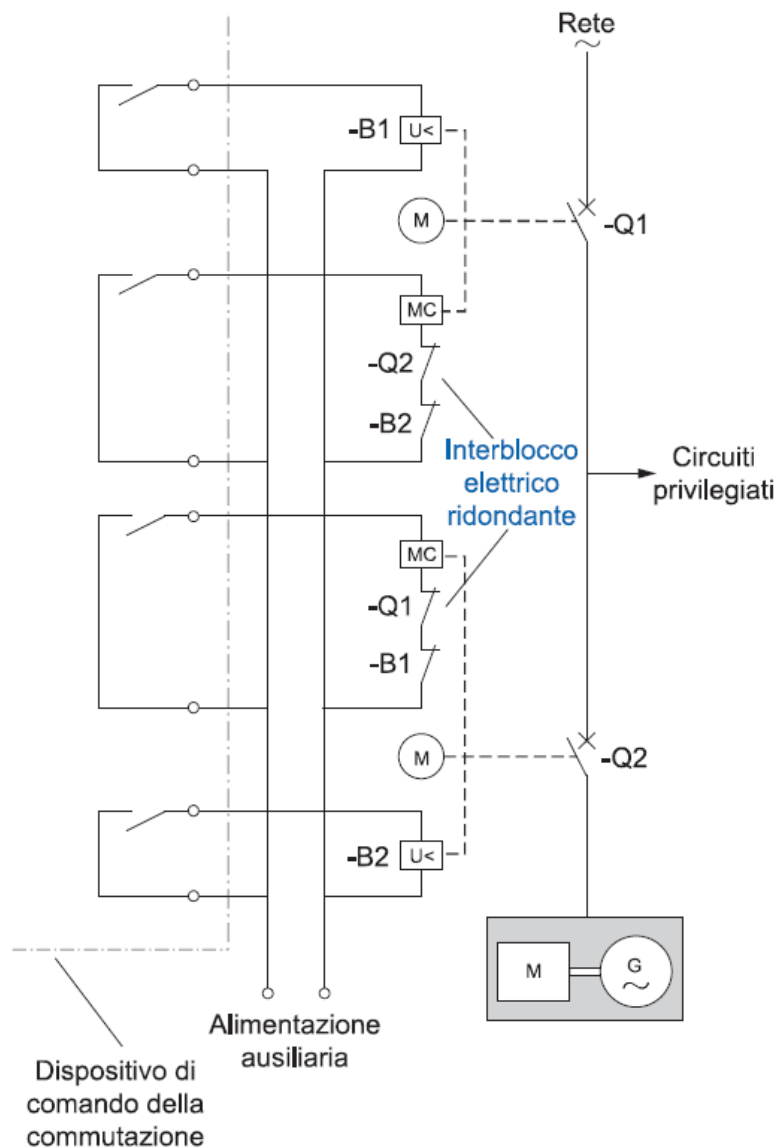 Rete
-B1
U<
M
-Q1
MC
-Q2
-B2
Interblocco
elettrico
ridondante
Circuiti
privilegiati
MC
-Q1
-B1
M
-Q2
-B2
U<
M
G
Alimentazione
ausiliaria
Dispositivo di
comando della
commutazione